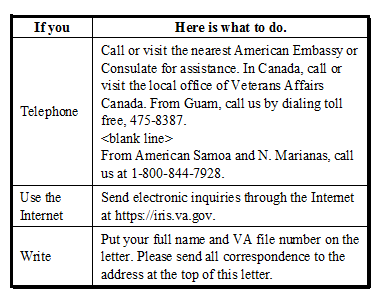 If you Here is what to do.
Telephone
Call or visit the nearest American Embassy or
Consulate for assistance. In Canada, call or
visit the local office of Veterans Affairs
Canada. From Guam, call us by dialing toll
free, 475-8387.
<blank line>
From American Samoa and N. Marianas, call
us at 1-800-844-7928.
Use the
Internet
Send electronic inquiries through the Internet
at https://iris.va.gov.
Write
Put your full name and VA file number on the
letter. Please send all correspondence to the
address at the top of this letter.